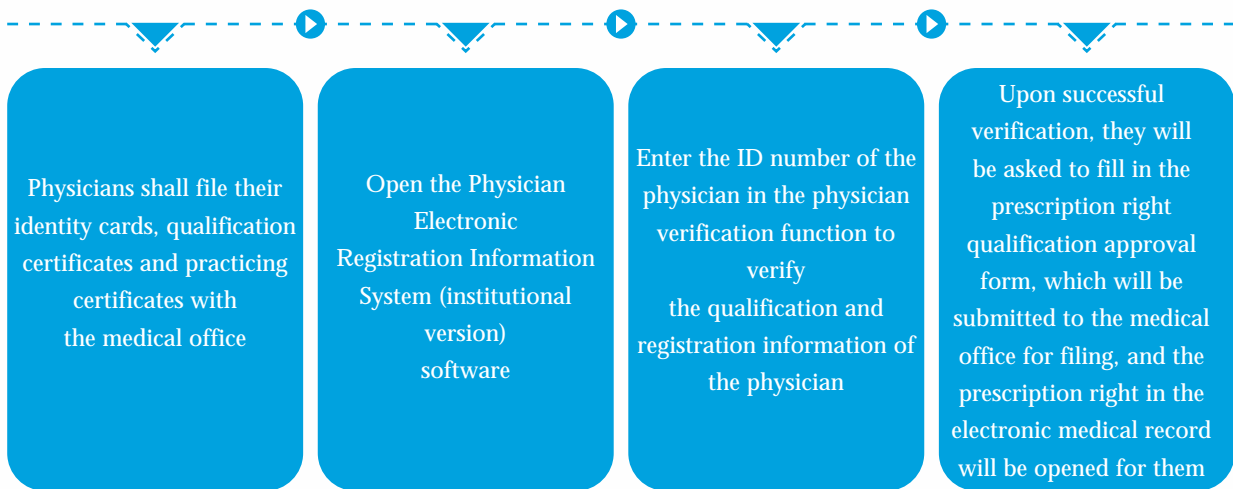 Physicians shall file their
identity cards, qualification
certificates and practicing
certificates with
the medical office
Open the Physician
Electronic
Registration Information
System (institutional
version)
software
Enter the ID number of the
physician in the physician
verification function to
verify
the qualification and
registration information of
the physician
Upon successful
verification, they will
be asked to fill in the
prescription right
qualification approval
form, which will be
submitted to the medical
office for filing, and the
prescription right in the
electronic medical record
will be opened for them